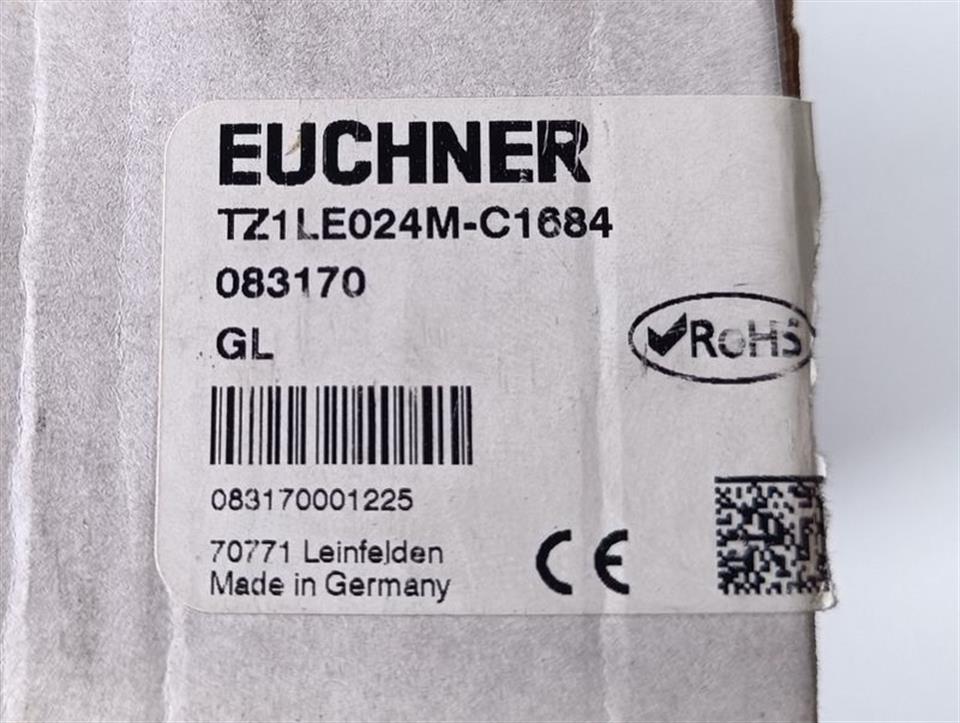 EUCHNER
TZ1LE024M-C1684
083170
GL
RoHS
083170001225
70771 Leinfelden
Made in Germany
CE